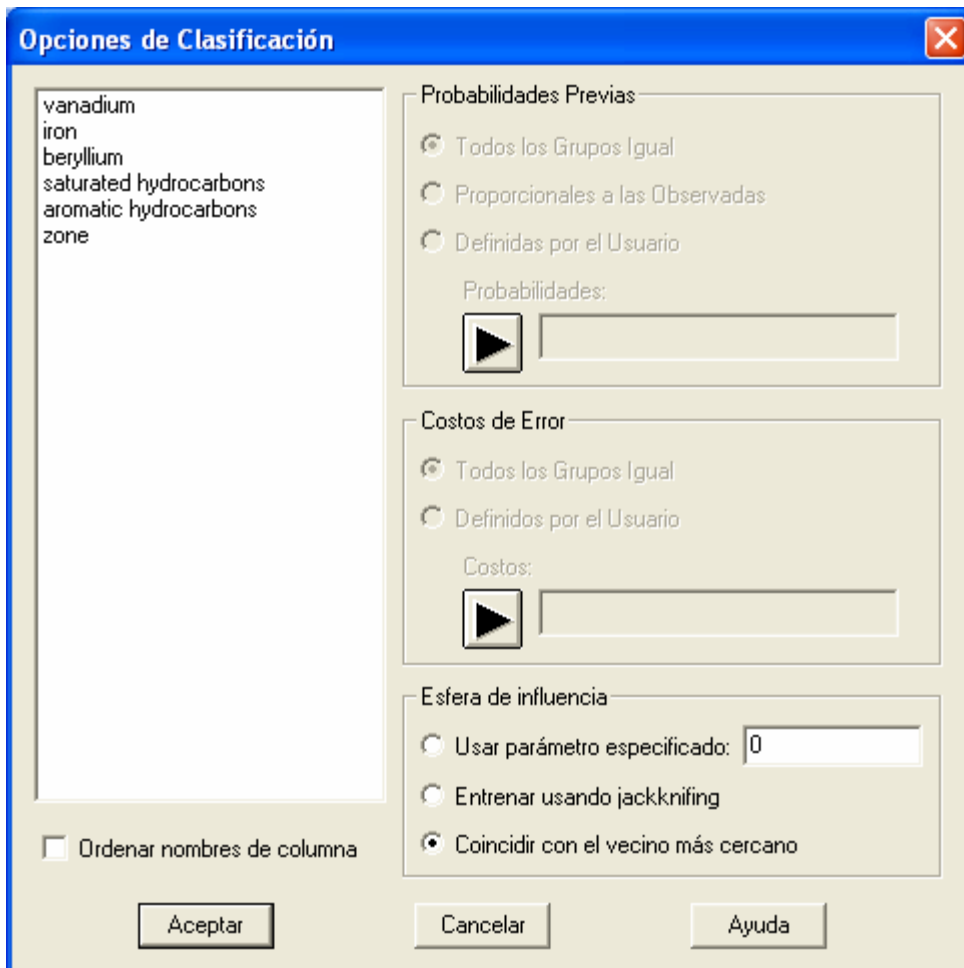 Opciones de Clasificación
vanadium
iron
beryllium
saturated hydrocarbons
aromatic hydrocarbons
zone
Ordenar nombres de columna
Probabilidades Previas
Todos los Grupos Igual
Proporcionales a las Observadas
Definidas por el Usuario
Probabilidades:
Costos de Error
Todos los Grupos Igual
Definidos por el Usuario
Costos:
Esfera de influencia
Usar parámetro especificado: 0
Entrenar usando jackknifing
Coincidir con el vecino más cercano
Aceptar
Cancelar
Ayuda